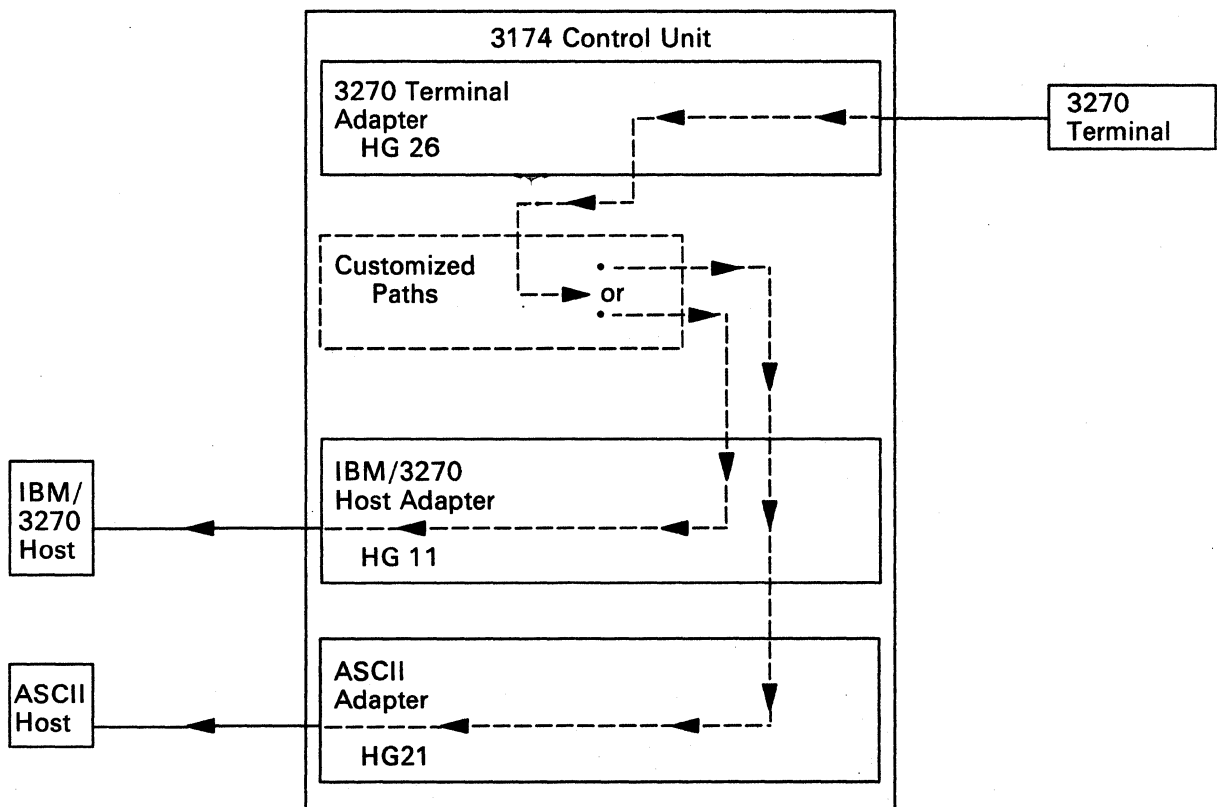 3174 Control Unit
3270 Terminal
Adapter
HG 26
3270
Terminal
Customized
Paths
or
IBM/3270
Host Adapter
HG 11
IBM/
3270
Host
ASCII
Adapter
HG21
ASCII
Host